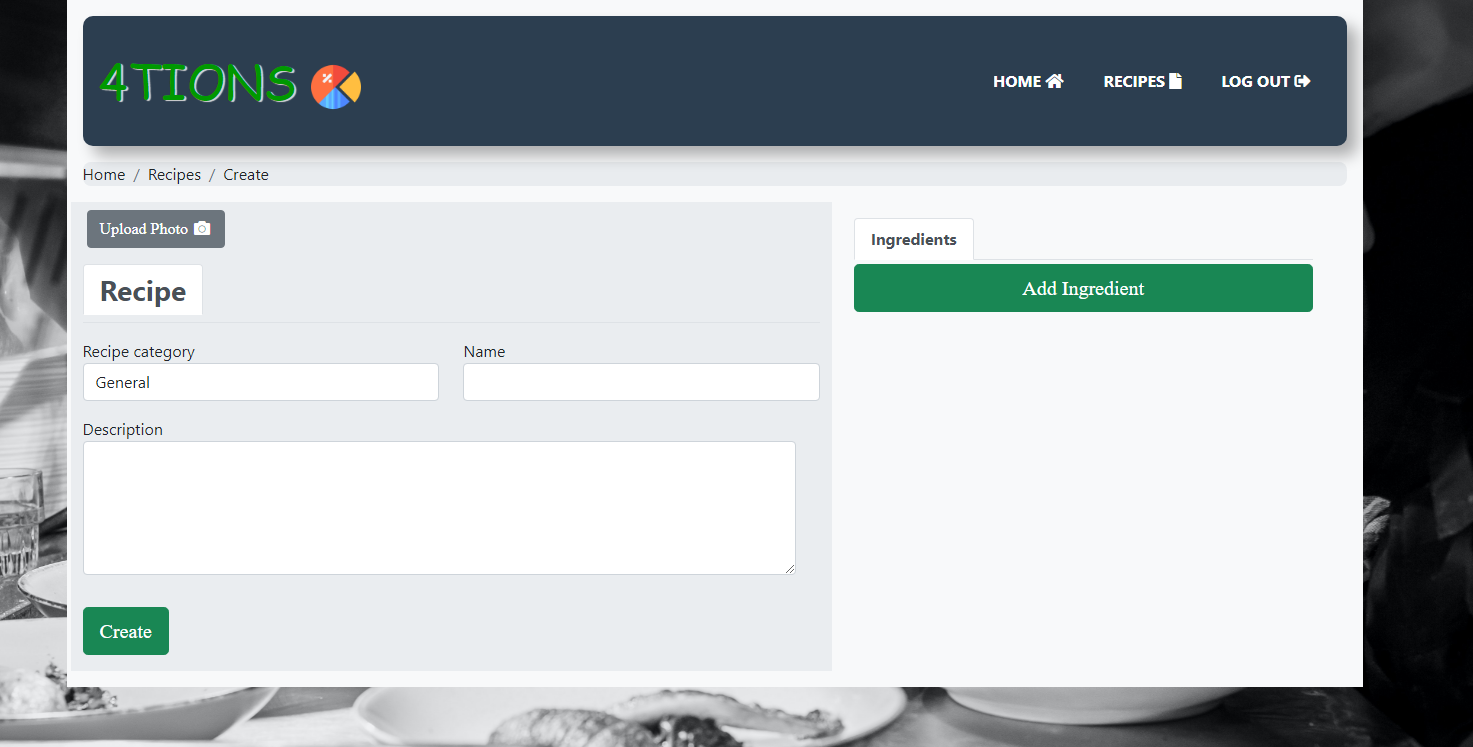 4TIONS
HOME RECIPES LOG OUT
Home / Recipes / Create
Upload Photo
Recipe
Recipe category
General
Name
Description
Create
Ingredients
Add Ingredient